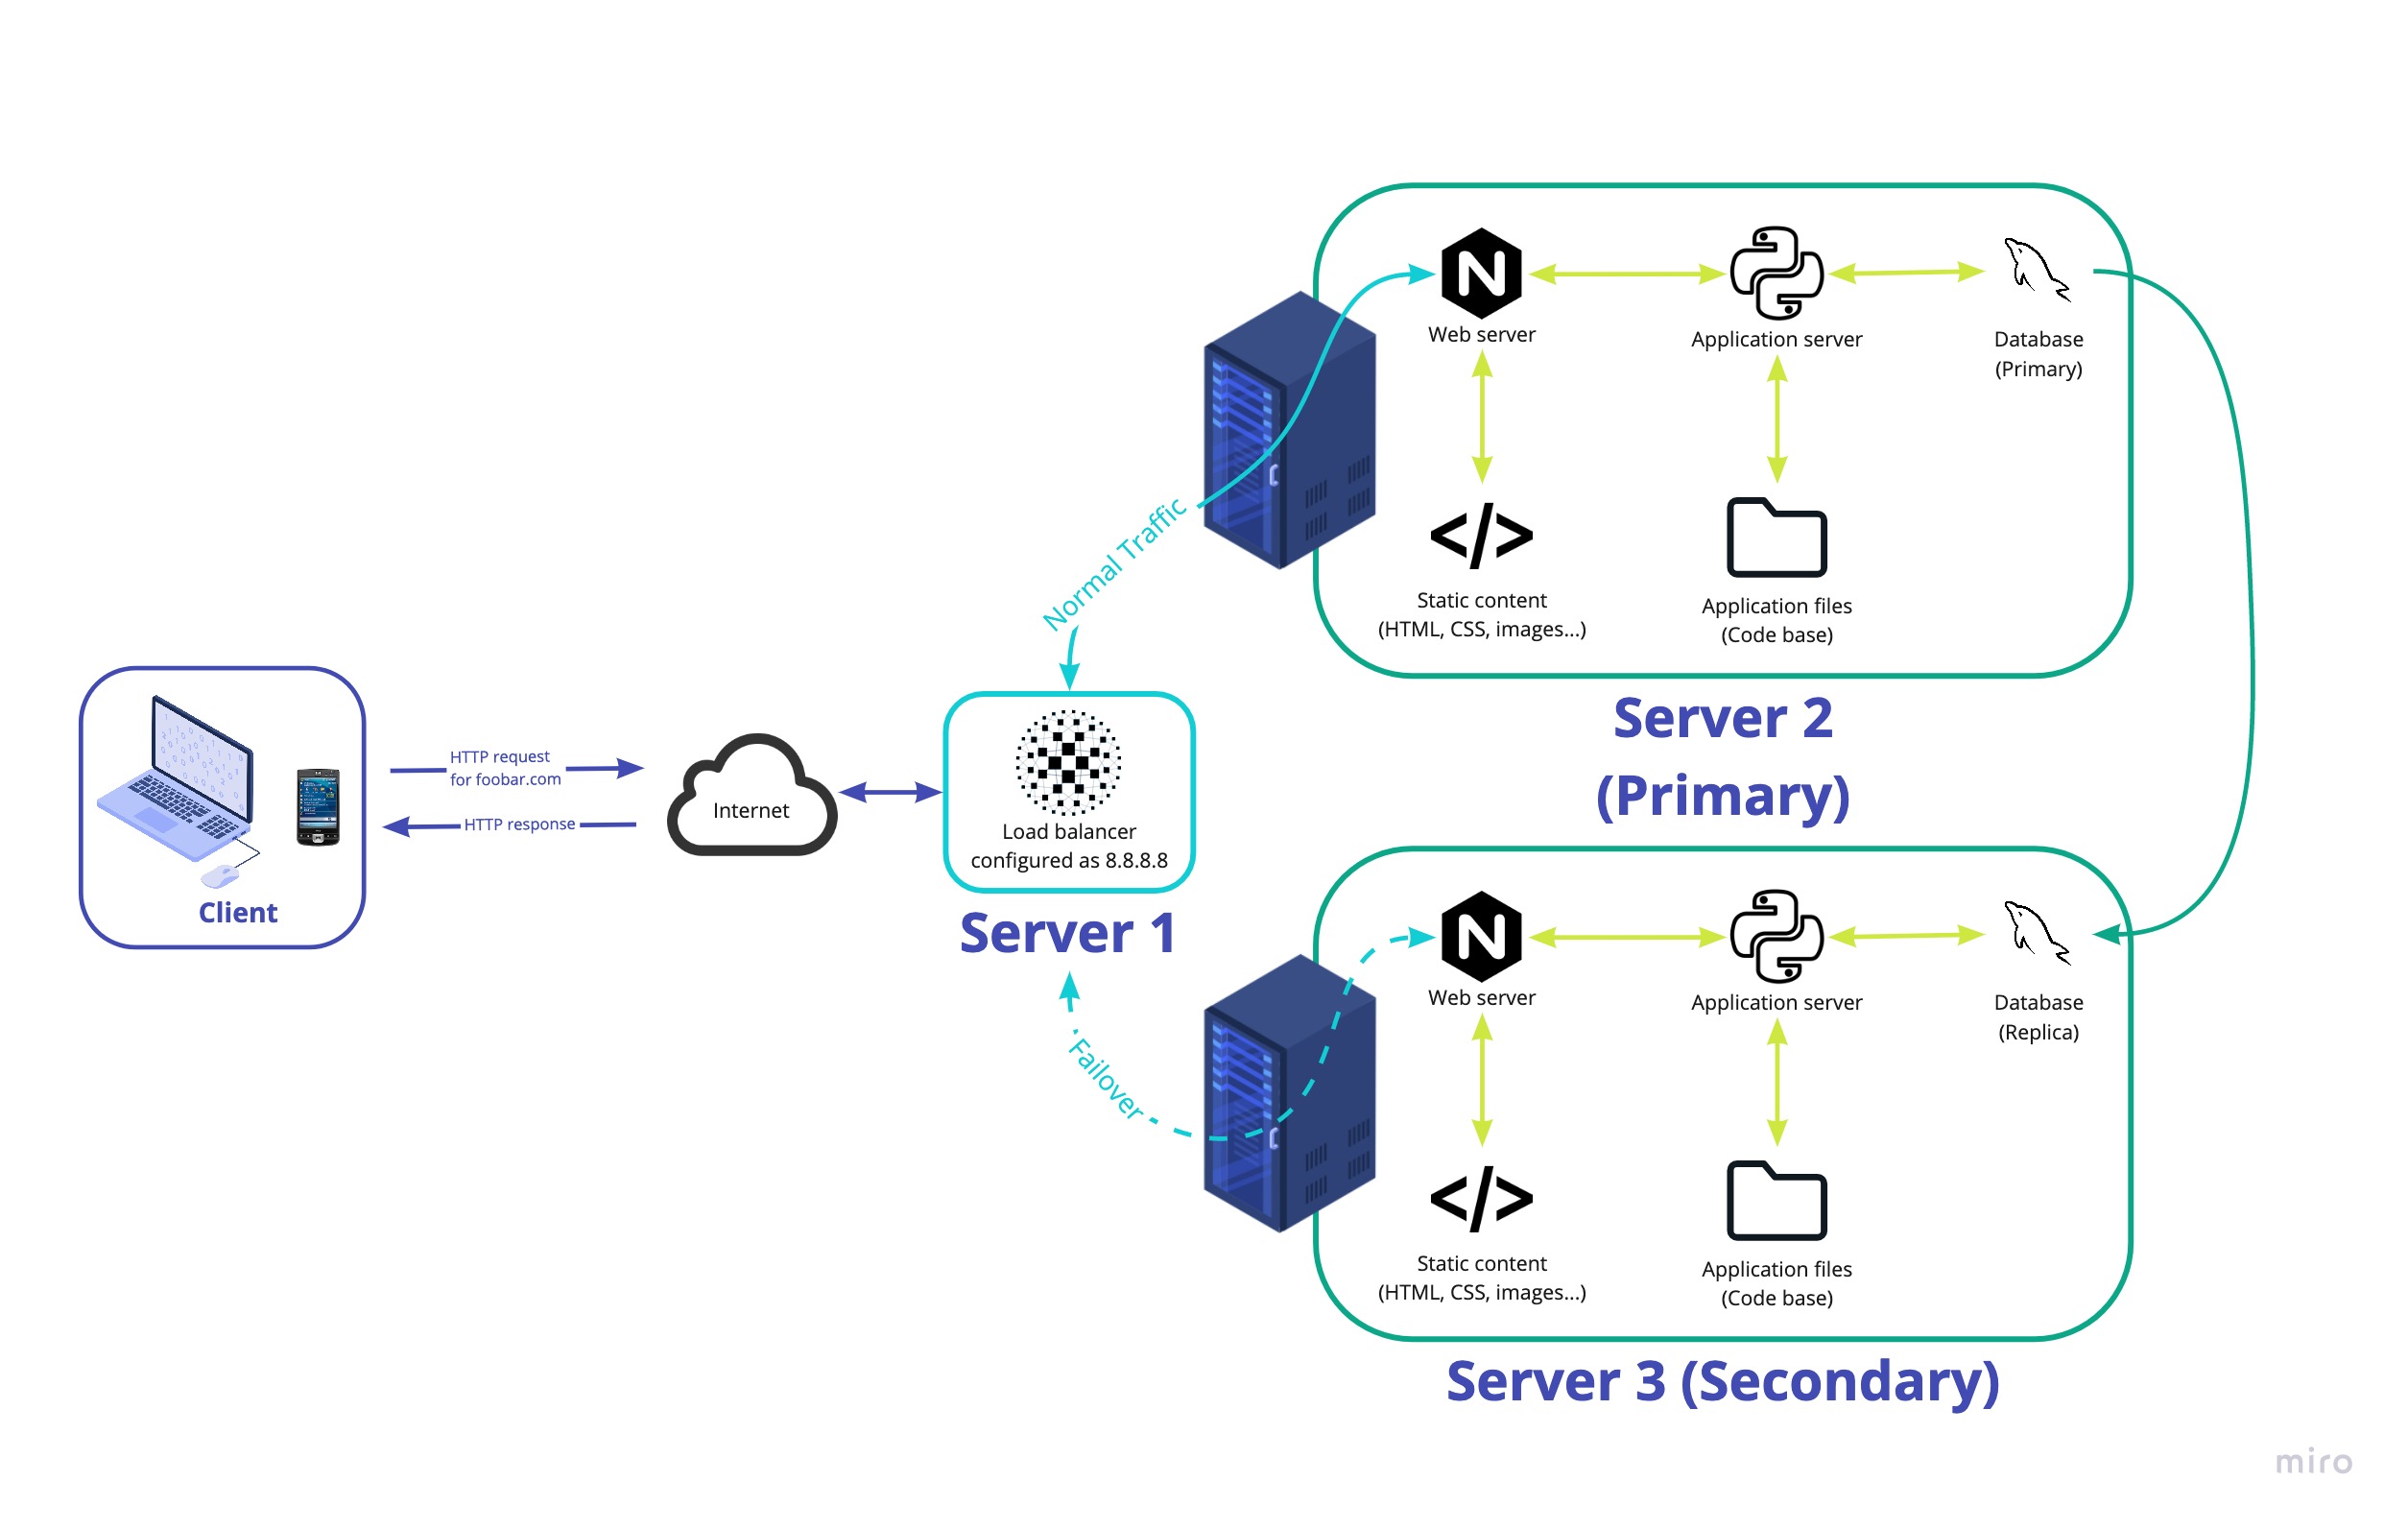 Web server
Application server
Database
(Primary)
Static content
(HTML, CSS, images...)
Application files
(Code base)
Normal Traffic
Server 2
(Primary)
HTTP request
for foobar.com
HTTP response
Client
Internet
Load balancer
configured as 8.8.8.8
Server 1
Failover
Web server
Application server
Database
(Replica)
Static content
(HTML, CSS, images...)
Application files
(Code base)
Server 3 (Secondary)
miro